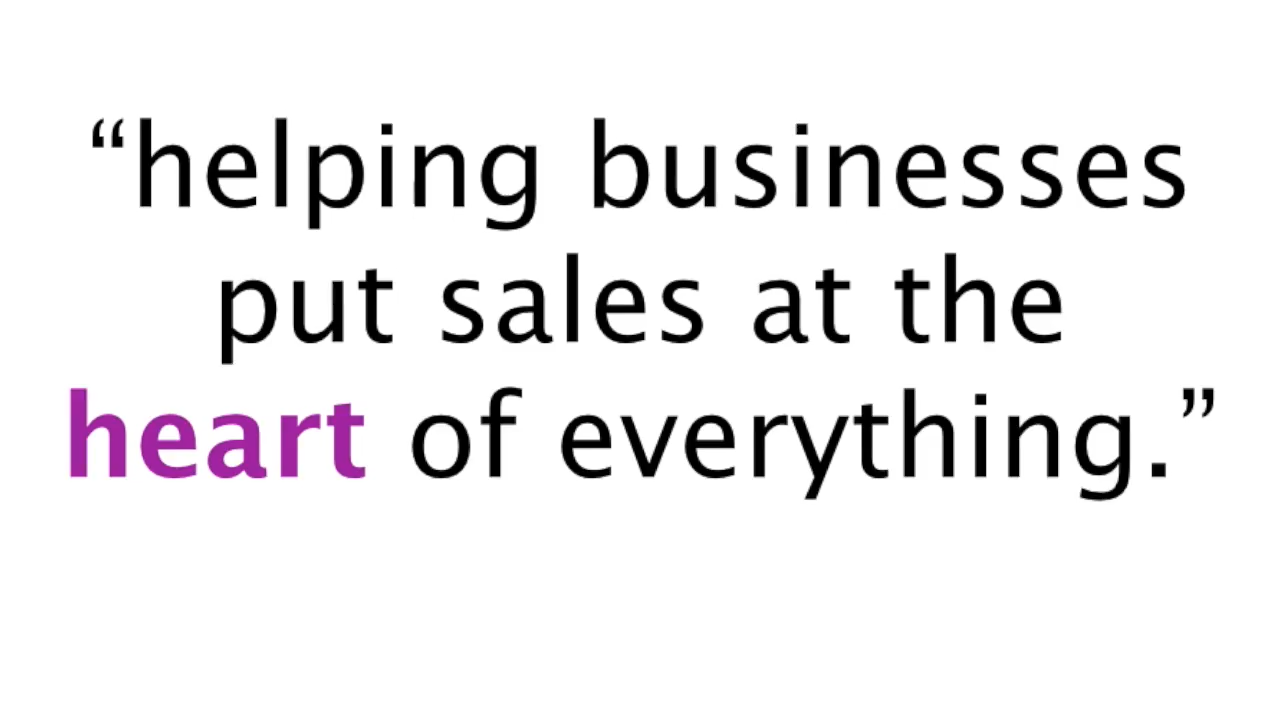 “helping businesses
put sales at the
heart of everything.”